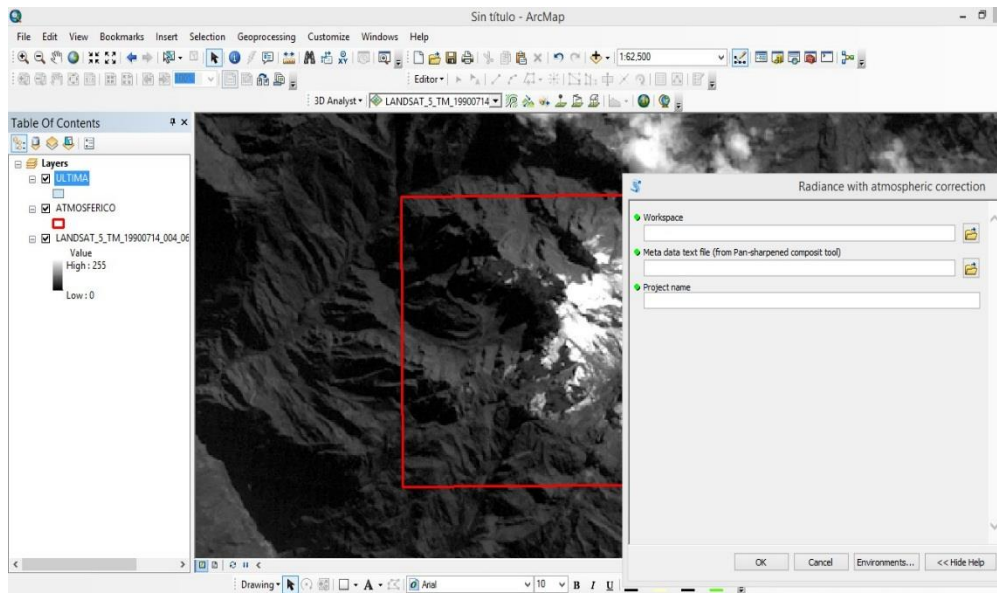 Sin título - ArcMap
File Edit View Bookmarks Insert Selection Geoprocessing Customize Windows Help
1:62,500
Editor
3D Analyst LANDSAT_5_TM_19900714_
Table Of Contents
Layers
ULTIMA
ATMOSFERICO
LANDSAT_5_TM_19900714_004_06
Value
High : 255
Low : 0
Radiance with atmospheric correction
Workspace
Meta data text file (from Pan-sharpened composit tool)
Project name
OK Cancel Environments... << Hide Help
Drawing A Arial 10 B I U